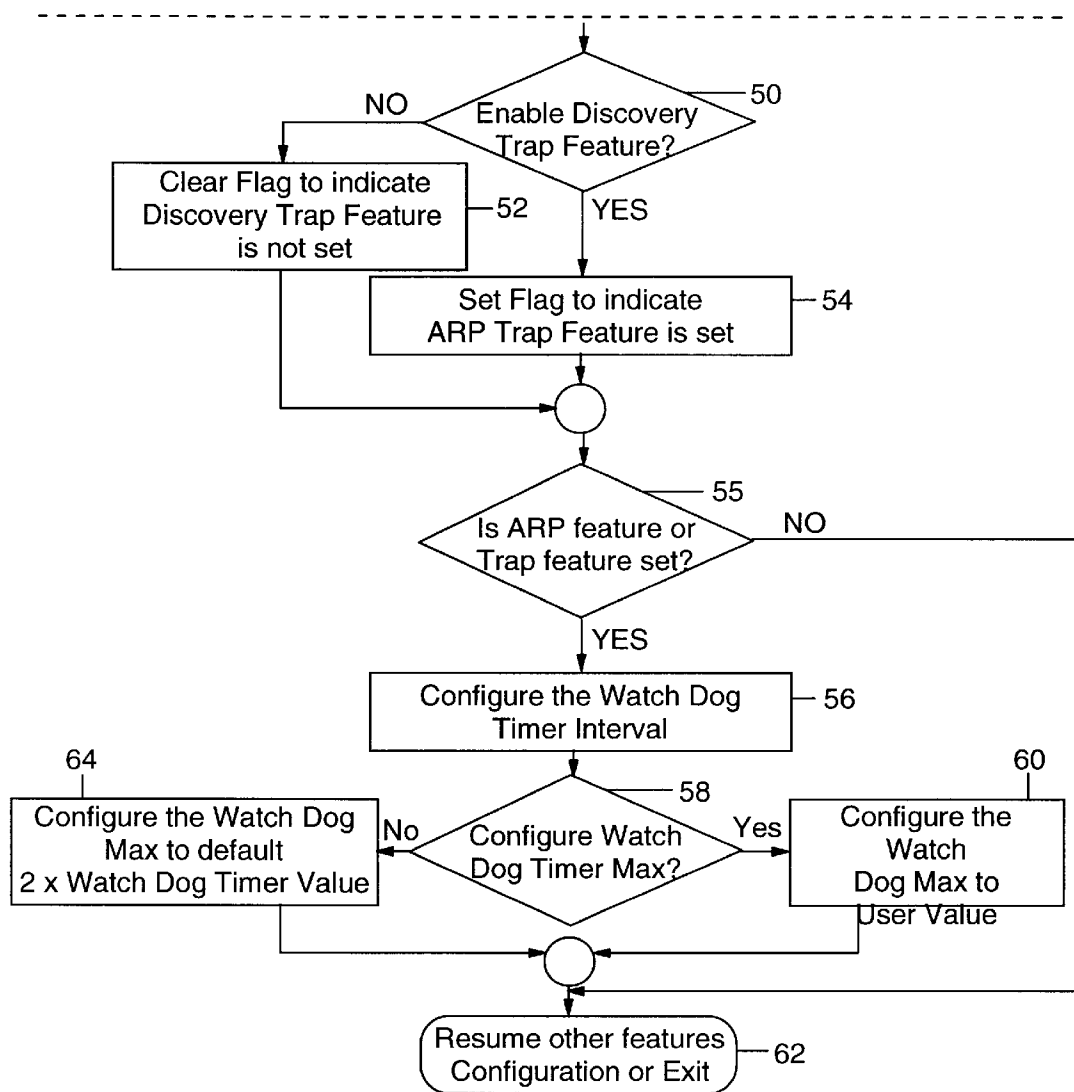 50
NO
Enable Discovery
Trap Feature?
Clear Flag to indicate
Discovery Trap Feature
is not set
52
YES
Set Flag to indicate
ARP Trap Feature is set
54
55
Is ARP feature or
Trap feature set?
NO
YES
Configure the Watch Dog
Timer Interval
56
64
58
60
Configure the Watch Dog
Max to default
2 x Watch Dog Timer Value
No
Configure Watch
Dog Timer Max?
Yes
Configure the
Watch
Dog Max to
User Value
Resume other features
Configuration or Exit
62